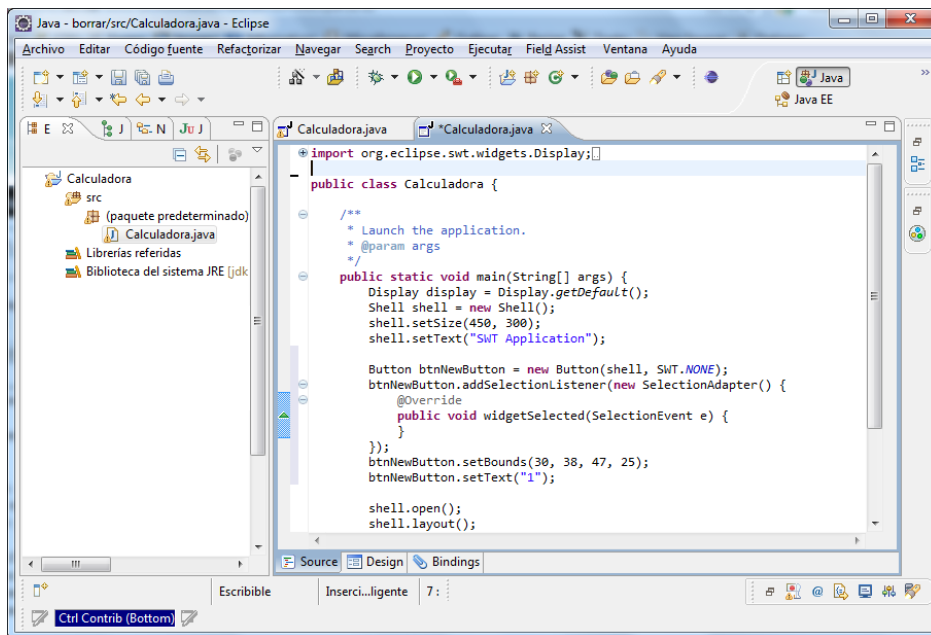 Java - borrar/src/Calculadora.java - Eclipse
Archivo Editar Código fuente Refactorizar Navegar Search Proyecto Ejecutar Field Assist Ventana Ayuda
Java
Java EE
E J N Ju J
Calculadora.java *Calculadora.java
Calculadora
src
(paquete predeterminado)
Calculadora.java
Librerías referidas
Biblioteca del sistema JRE [jdk
import org.eclipse.swt.widgets.Display;
public class Calculadora {
/**
* Launch the application.
* @param args
*/
public static void main(String[] args) {
Display display = Display.getDefault();
Shell shell = new Shell();
shell.setSize(450, 300);
shell.setText("SWT Application");
Button btnNewButton = new Button(shell, SWT.NONE);
btnNewButton.addSelectionListener(new SelectionAdapter() {
@Override
public void widgetSelected(SelectionEvent e) {
}
});
btnNewButton.setBounds(30, 38, 47, 25);
btnNewButton.setText("1");
shell.open();
shell.layout();
Source Design Bindings
Escribible Inserci...ligente 7 :
Ctrl Contrib (Bottom)